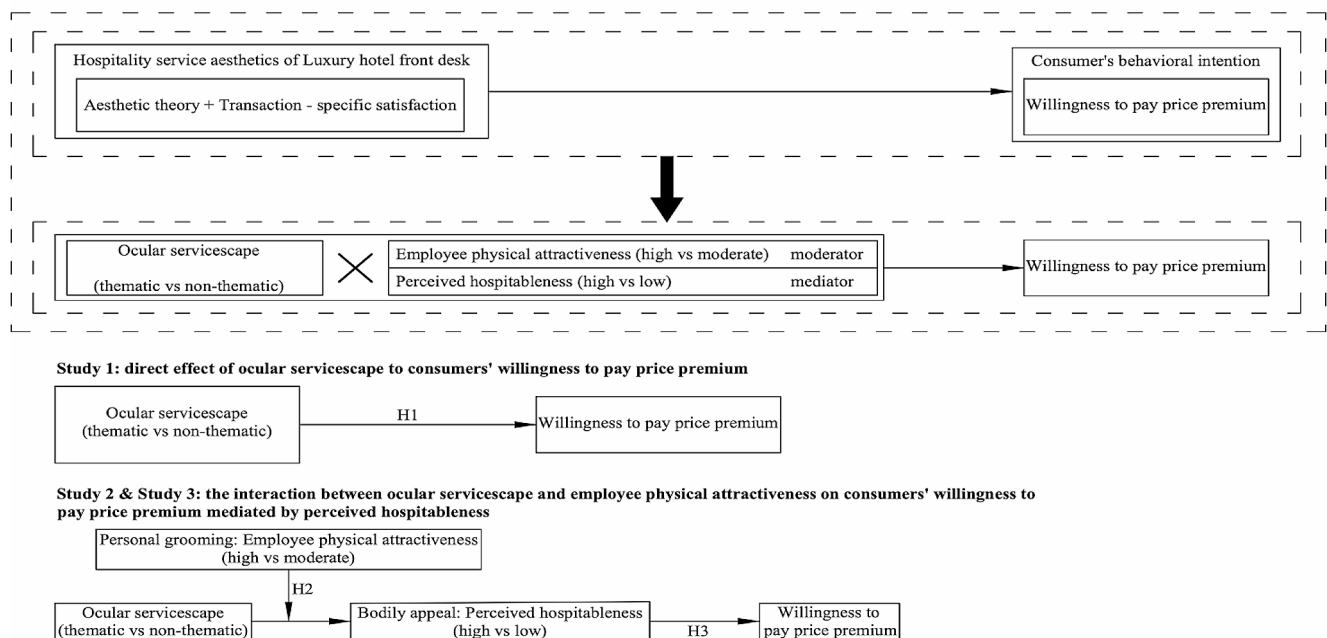 Hospitality service aesthetics of Luxury hotel front desk
Aesthetic theory + Transaction - specific satisfaction
Consumer's behavioral intention
Willingness to pay price premium
Ocular servicescape
(thematic vs non-thematic)
Employee physical attractiveness (high vs moderate) moderator
Perceived hospitableness (high vs low) mediator
Willingness to pay price premium
Study 1: direct effect of ocular servicescape to consumers' willingness to pay price premium
Ocular servicescape
(thematic vs non-thematic)
H1
Willingness to pay price premium
Study 2 & Study 3: the interaction between ocular servicescape and employee physical attractiveness on consumers' willingness to
pay price premium mediated by perceived hospitableness
Personal grooming: Employee physical attractiveness
(high vs moderate)
H2
Ocular servicescape
(thematic vs non-thematic)
Bodily appeal: Perceived hospitableness
(high vs low)
H3
Willingness to
pay price premium